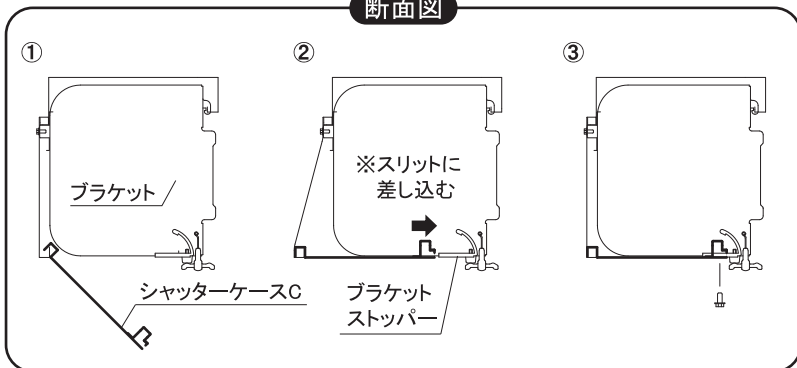 断面図
①
②
③
※スリットに
差し込む
ブラケット
シャッターケースC
ブラケット
ストッパー